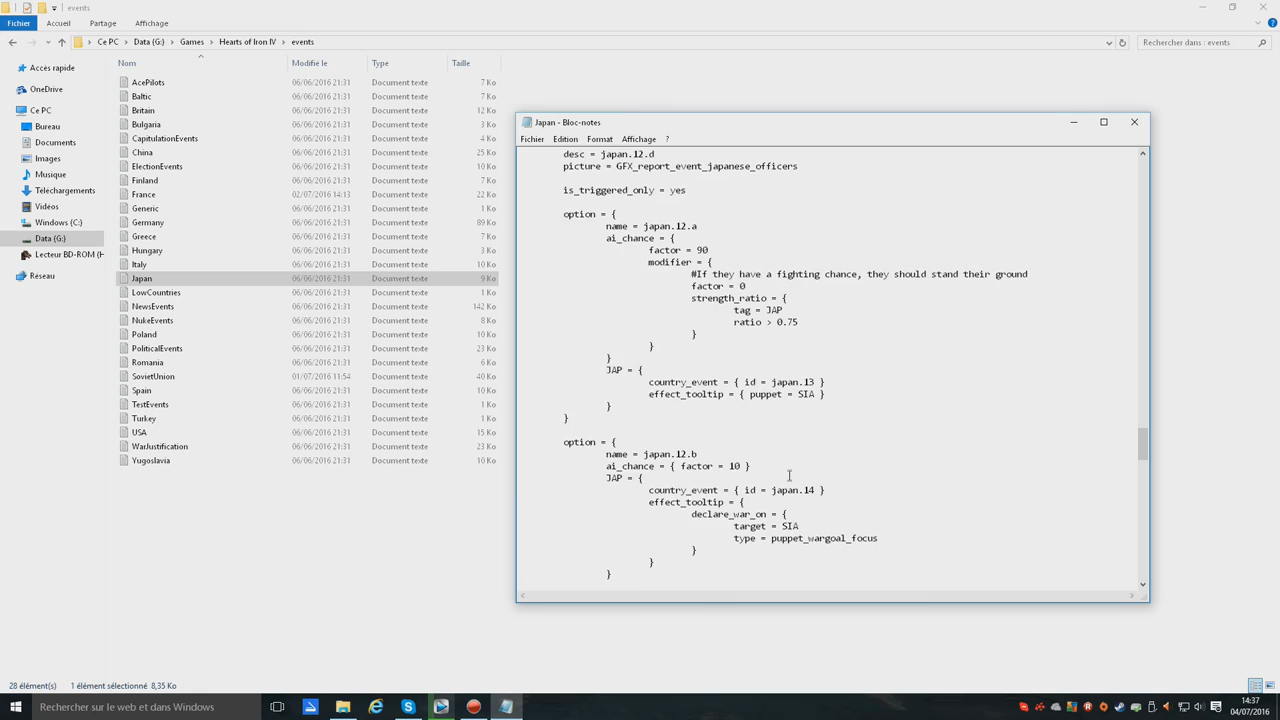 events
Fichier Accueil Partage Affichage
Ce PC > Data (G:) > Games > Hearts of Iron IV > events
Rechercher dans : events
Nom Modifié le Type Taille
Accès rapide
OneDrive
Ce PC
Bureau
Documents
Images
Musique
Téléchargements
Vidéos
Windows (C:)
Data (G:)
Lecteur BD-ROM (H
Réseau
AcePilots 06/06/2016 21:31 Document texte 7 Ko
Baltic 06/06/2016 21:31 Document texte 7 Ko
Britain 06/06/2016 21:31 Document texte 12 Ko
Bulgaria 06/06/2016 21:31 Document texte 3 Ko
CapitulationEvents 06/06/2016 21:31 Document texte 4 Ko
China 06/06/2016 21:31 Document texte 25 Ko
ElectionEvents 06/06/2016 21:31 Document texte 10 Ko
Finland 06/06/2016 21:31 Document texte 7 Ko
France 02/07/2016 14:13 Document texte 22 Ko
Generic 06/06/2016 21:31 Document texte 2 Ko
Germany 06/06/2016 21:31 Document texte 89 Ko
Greece 06/06/2016 21:31 Document texte 7 Ko
Hungary 06/06/2016 21:31 Document texte 3 Ko
Italy 06/06/2016 21:31 Document texte 1 Ko
Japan 06/06/2016 21:31 Document texte 9 Ko
LowCountries 06/06/2016 21:31 Document texte 1 Ko
NewsEvents 06/06/2016 21:31 Document texte 142 Ko
NukeEvents 06/06/2016 21:31 Document texte 2 Ko
Poland 06/06/2016 21:31 Document texte 10 Ko
PoliticalEvents 06/06/2016 21:31 Document texte 23 Ko
Romania 06/06/2016 21:31 Document texte 6 Ko
SovietUnion 01/07/2016 11:54 Document texte 40 Ko
Spain 06/06/2016 21:31 Document texte 10 Ko
TestEvents 06/06/2016 21:31 Document texte 1 Ko
Turkey 06/06/2016 21:31 Document texte 1 Ko
USA 06/06/2016 21:31 Document texte 15 Ko
WarJustification 06/06/2016 21:31 Document texte 23 Ko
Yugoslavia 06/06/2016 21:31 Document texte 10 Ko
Japan - Bloc-notes
Fichier Edition Format Affichage ?
desc = japan.12.d
picture = GFX_report_event_japanese_officers
is_triggered_only = yes
option = {
name = japan.12.a
ai_chance = {
factor = 90
modifier = {
#If they have a fighting chance, they should stand their ground
factor = 0
strength_ratio = {
tag = JAP
ratio > 0.75
}
}
}
JAP = {
country_event = { id = japan.13 }
effect_tooltip = { puppet = SIA }
}
}
option = {
name = japan.12.b
ai_chance = { factor = 10 }
JAP = {
country_event = { id = japan.14 }
effect_tooltip = {
declare_war_on = {
target = SIA
type = puppet_wargoal_focus
}
}
}
28 élément(s) 1 élément sélectionné 8,35 Ko
Rechercher sur le web et dans Windows
14:37
04/07/2016